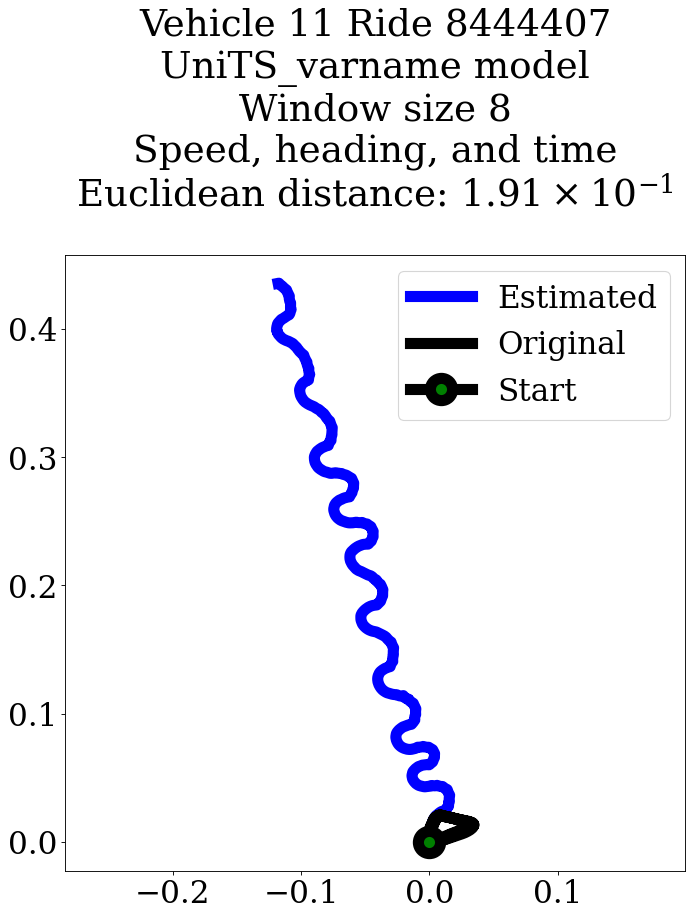 Vehicle 11 Ride 8444407
UniTS_varname model
Window size 8
Speed, heading, and time
Euclidean distance: 1.91 × 10⁻¹
Estimated
Original
Start
0.4
0.3
0.2
0.1
0.0
−0.2 −0.1 0.0 0.1